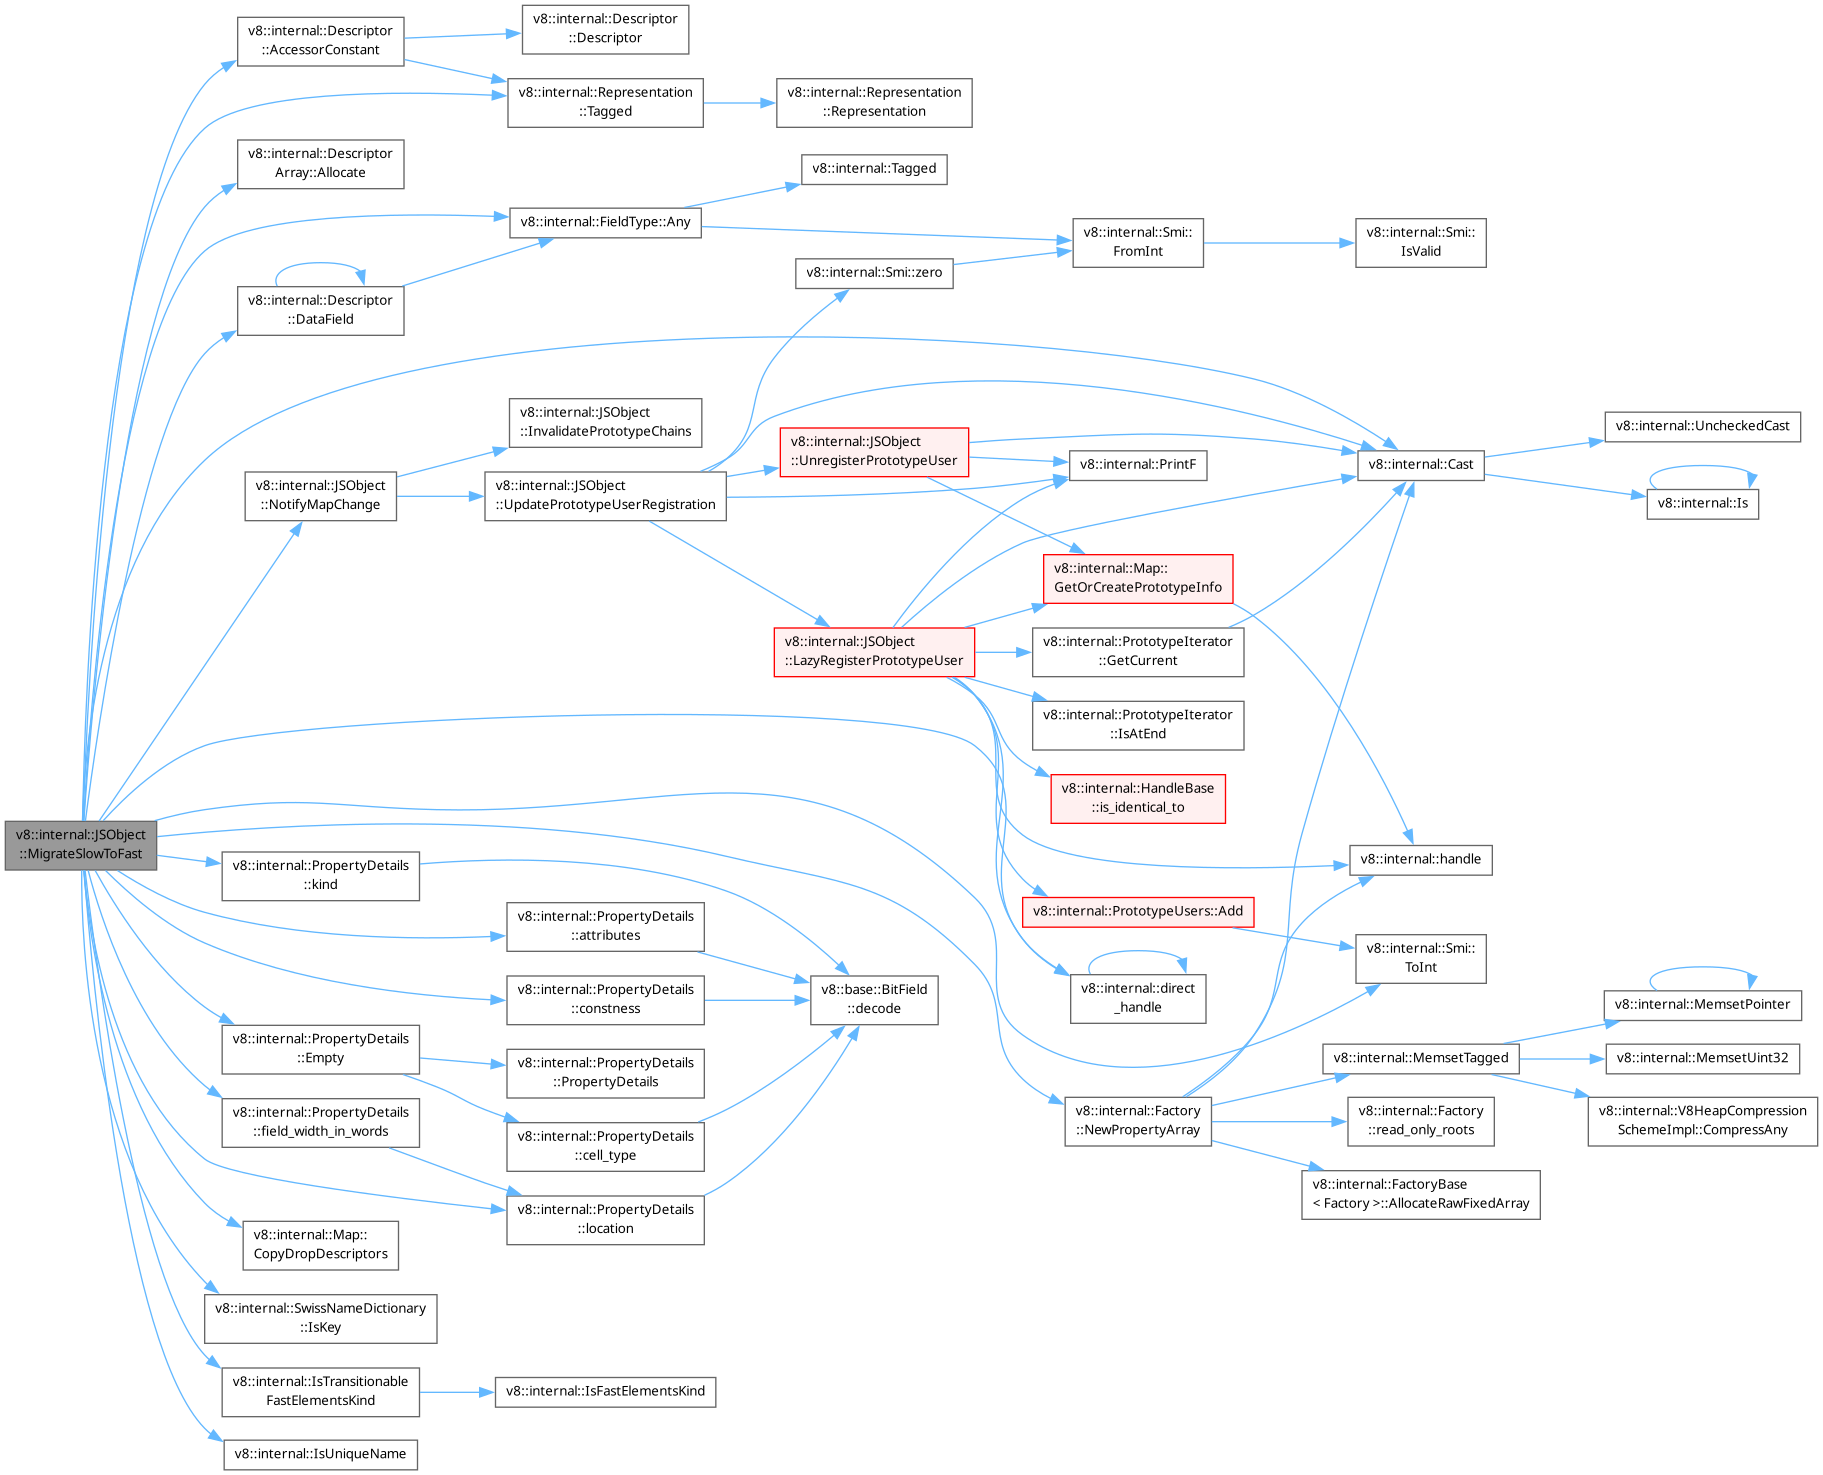 v8::internal::JSObject
::MigrateSlowToFast
v8::internal::Descriptor
::AccessorConstant
v8::internal::Descriptor
::Descriptor
v8::internal::Representation
::Tagged
v8::internal::Representation
::Representation
v8::internal::Descriptor
Array::Allocate
v8::internal::FieldType::Any
v8::internal::Tagged
v8::internal::Smi::
FromInt
v8::internal::Smi::
IsValid
v8::internal::Smi::zero
v8::internal::Descriptor
::DataField
v8::internal::JSObject
::InvalidatePrototypeChains
v8::internal::JSObject
::NotifyMapChange
v8::internal::JSObject
::UpdatePrototypeUserRegistration
v8::internal::JSObject
::UnregisterPrototypeUser
v8::internal::PrintF
v8::internal::Cast
v8::internal::UncheckedCast
v8::internal::Is
v8::internal::Map::
GetOrCreatePrototypeInfo
v8::internal::JSObject
::LazyRegisterPrototypeUser
v8::internal::PrototypeIterator
::GetCurrent
v8::internal::PrototypeIterator
::IsAtEnd
v8::internal::HandleBase
::is_identical_to
v8::internal::handle
v8::internal::PrototypeUsers::Add
v8::internal::Smi::
ToInt
v8::internal::direct
_handle
v8::internal::PropertyDetails
::kind
v8::internal::PropertyDetails
::attributes
v8::internal::PropertyDetails
::constness
v8::base::BitField
::decode
v8::internal::PropertyDetails
::Empty
v8::internal::PropertyDetails
::PropertyDetails
v8::internal::PropertyDetails
::field_width_in_words
v8::internal::PropertyDetails
::cell_type
v8::internal::PropertyDetails
::location
v8::internal::Factory
::NewPropertyArray
v8::internal::MemsetTagged
v8::internal::MemsetPointer
v8::internal::MemsetUint32
v8::internal::V8HeapCompression
SchemeImpl::CompressAny
v8::internal::Factory
::read_only_roots
v8::internal::FactoryBase
< Factory >::AllocateRawFixedArray
v8::internal::Map::
CopyDropDescriptors
v8::internal::SwissNameDictionary
::IsKey
v8::internal::IsTransitionable
FastElementsKind
v8::internal::IsFastElementsKind
v8::internal::IsUniqueName